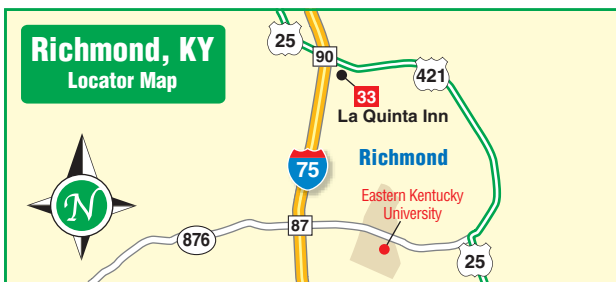 Richmond, KY
Locator Map
25
90
421
33
La Quinta Inn
75
Richmond
Eastern Kentucky
University
N
87
876
25